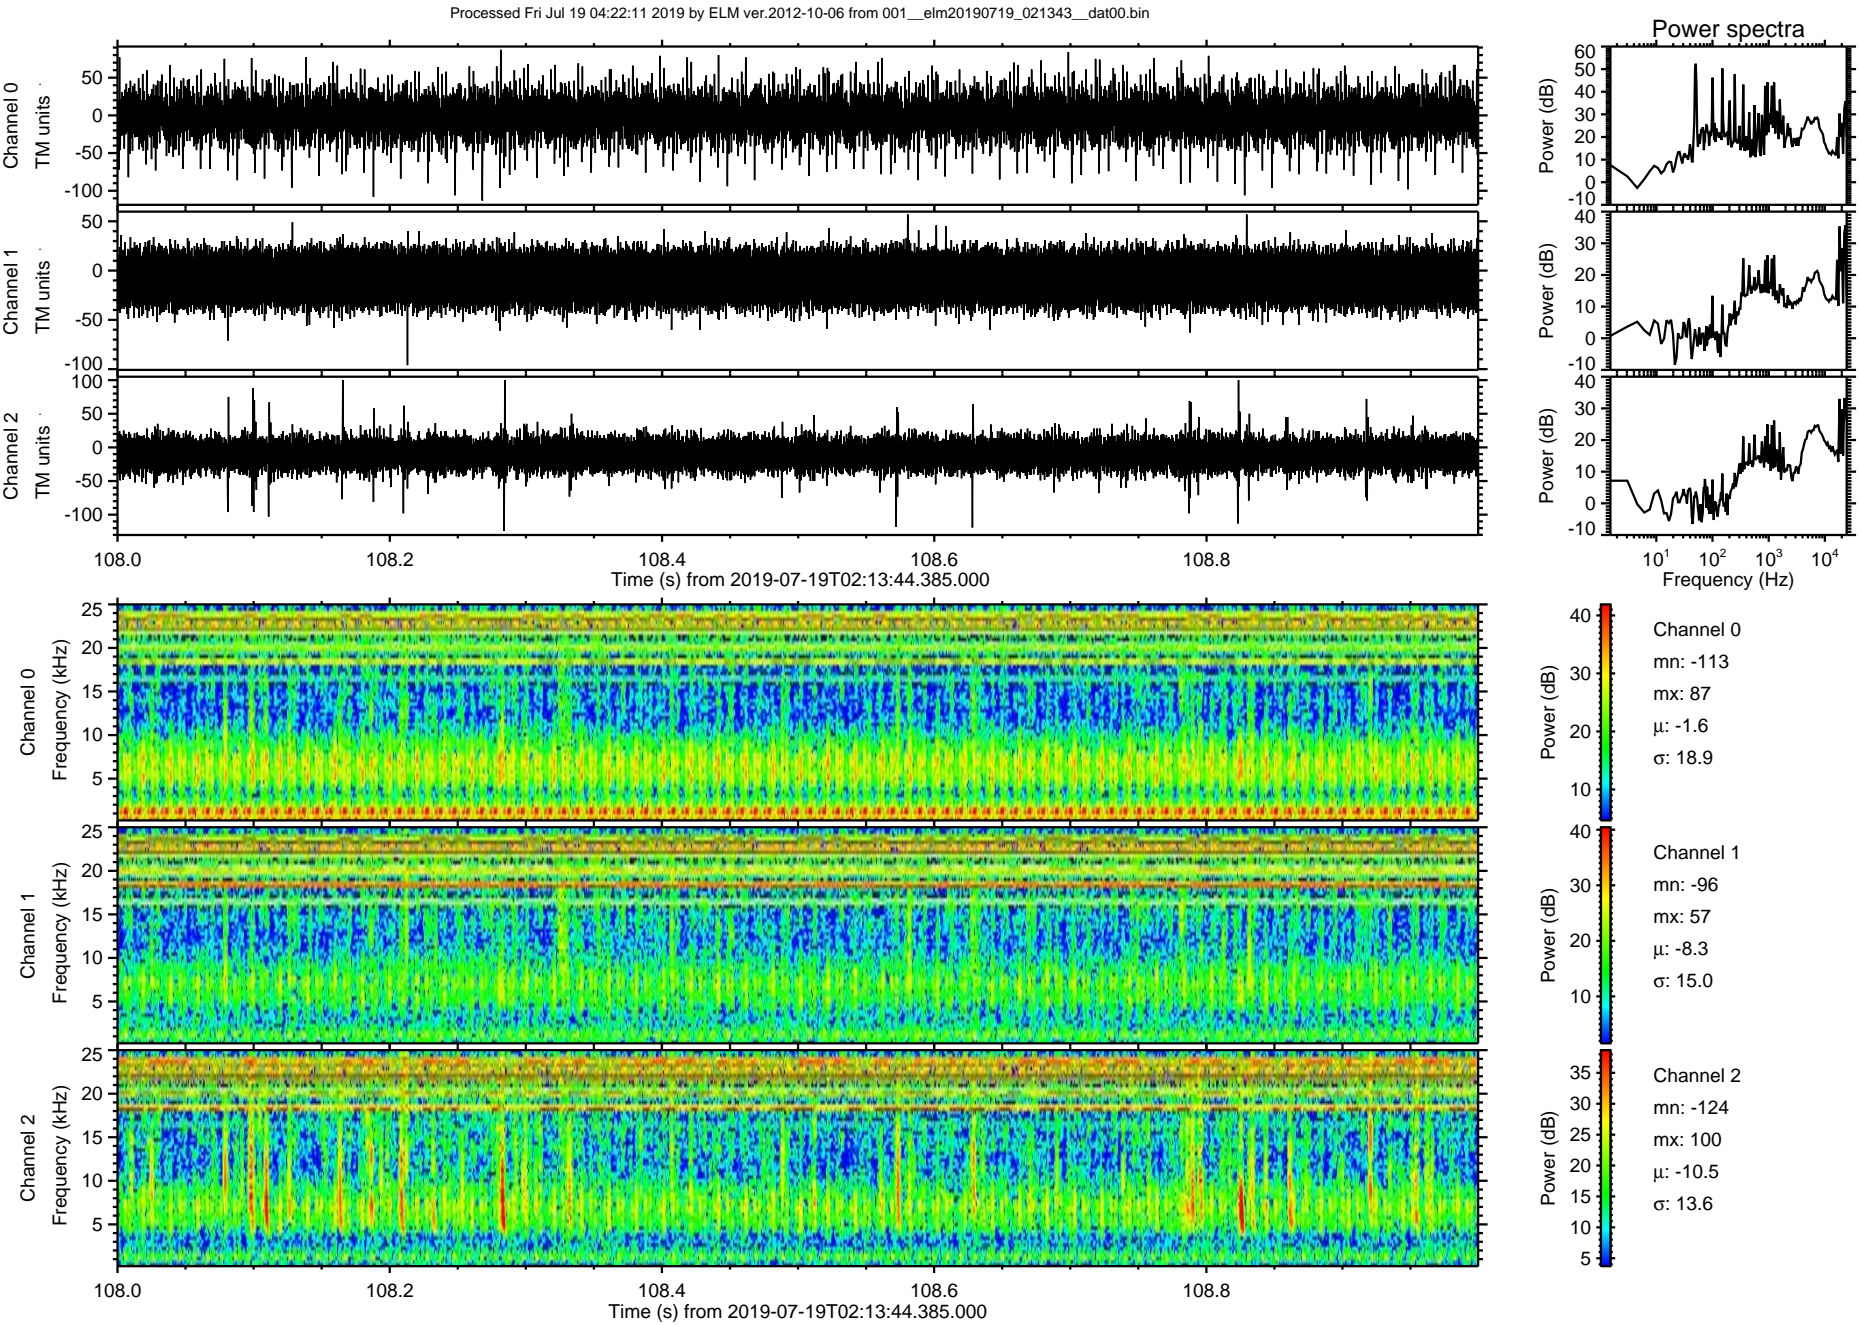 Processed Fri Jul 19 04:22:11 2019 by ELM ver.2012-10-06 from 001__elm20190719_021343__dat00.bin
Power spectra
Channel 0
TM units
50
0
-50
-100
Power (dB)
60
50
40
30
20
10
0
-10
Channel 1
TM units
50
0
-50
-100
Power (dB)
40
30
20
10
0
-10
Channel 2
TM units
100
50
0
-50
-100
Power (dB)
40
30
20
10
0
-10
108.0 108.2 108.4 108.6 108.8
Time (s) from 2019-07-19T02:13:44.385.000
10^1 10^2 10^3 10^4
Frequency (Hz)
Channel 0
Frequency (kHz)
25
20
15
10
5
Power (dB)
40
30
20
10
Channel 0
mn: -113
mx: 87
μ: -1.6
σ: 18.9
Channel 1
Frequency (kHz)
25
20
15
10
5
Power (dB)
40
30
20
10
Channel 1
mn: -96
mx: 57
μ: -8.3
σ: 15.0
Channel 2
Frequency (kHz)
25
20
15
10
5
Power (dB)
35
30
25
20
15
10
5
Channel 2
mn: -124
mx: 100
μ: -10.5
σ: 13.6
108.0 108.2 108.4 108.6 108.8
Time (s) from 2019-07-19T02:13:44.385.000